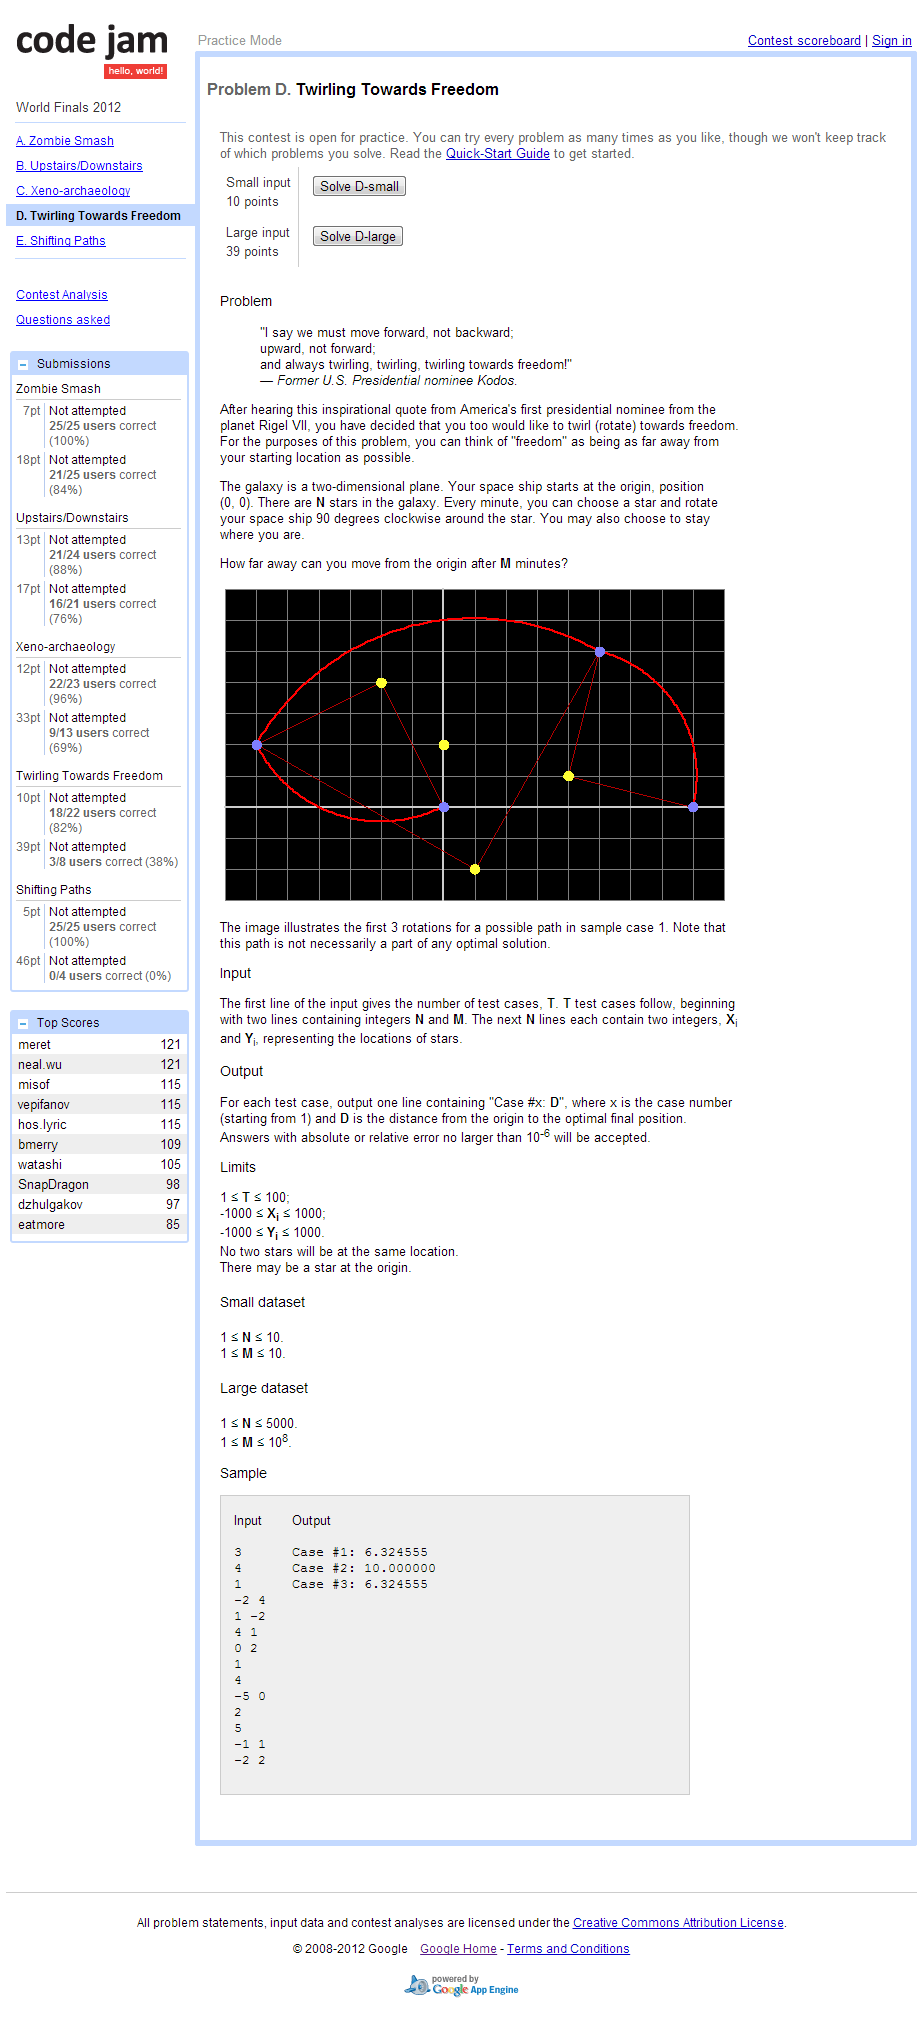 code jam
hello, world!
Practice Mode
Contest scoreboard | Sign in
World Finals 2012
A. Zombie Smash
B. Upstairs/Downstairs
C. Xeno-archaeology
D. Twirling Towards Freedom
E. Shifting Paths
Contest Analysis
Questions asked
Submissions
Zombie Smash
7pt Not attempted
25/25 users correct
(100%)
18pt Not attempted
21/25 users correct
(84%)
Upstairs/Downstairs
13pt Not attempted
21/24 users correct
(88%)
17pt Not attempted
16/21 users correct
(76%)
Xeno-archaeology
12pt Not attempted
22/23 users correct
(96%)
33pt Not attempted
9/13 users correct
(69%)
Twirling Towards Freedom
10pt Not attempted
18/22 users correct
(82%)
39pt Not attempted
3/8 users correct (38%)
Shifting Paths
5pt Not attempted
25/25 users correct
(100%)
46pt Not attempted
0/4 users correct (0%)
Top Scores
meret 121
neal.wu 121
misof 115
vepifanov 115
hos.lyric 115
bmerry 109
watashi 105
SnapDragon 98
dzhulgakov 97
eatmore 85
Problem D. Twirling Towards Freedom
This contest is open for practice. You can try every problem as many times as you like, though we won't keep track
of which problems you solve. Read the Quick-Start Guide to get started.
Small input
10 points
Solve D-small
Large input
39 points
Solve D-large
Problem
"I say we must move forward, not backward;
upward, not forward;
and always twirling, twirling, twirling towards freedom!"
— Former U.S. Presidential nominee Kodos.
After hearing this inspirational quote from America's first presidential nominee from the
planet Rigel VII, you have decided that you too would like to twirl (rotate) towards freedom.
For the purposes of this problem, you can think of "freedom" as being as far away from
your starting location as possible.
The galaxy is a two-dimensional plane. Your space ship starts at the origin, position
(0, 0). There are N stars in the galaxy. Every minute, you can choose a star and rotate
your space ship 90 degrees clockwise around the star. You may also choose to stay
where you are.
How far away can you move from the origin after M minutes?
The image illustrates the first 3 rotations for a possible path in sample case 1. Note that
this path is not necessarily a part of any optimal solution.
Input
The first line of the input gives the number of test cases, T. T test cases follow, beginning
with two lines containing integers N and M. The next N lines each contain two integers, Xi
and Yi, representing the locations of stars.
Output
For each test case, output one line containing "Case #x: D", where x is the case number
(starting from 1) and D is the distance from the origin to the optimal final position.
Answers with absolute or relative error no larger than 10-6 will be accepted.
Limits
1 ≤ T ≤ 100;
-1000 ≤ Xi ≤ 1000;
-1000 ≤ Yi ≤ 1000.
No two stars will be at the same location.
There may be a star at the origin.
Small dataset
1 ≤ N ≤ 10.
1 ≤ M ≤ 10.
Large dataset
1 ≤ N ≤ 5000.
1 ≤ M ≤ 10^8.
Sample
Input Output
3 Case #1: 6.324555
4 Case #2: 10.000000
1 Case #3: 6.324555
-2 4
1 -2
4 1
0 2
1
4
-5 0
2
5
-1 1
-2 2
All problem statements, input data and contest analyses are licensed under the Creative Commons Attribution License.
© 2008-2012 Google Google Home - Terms and Conditions
powered by
Google App Engine